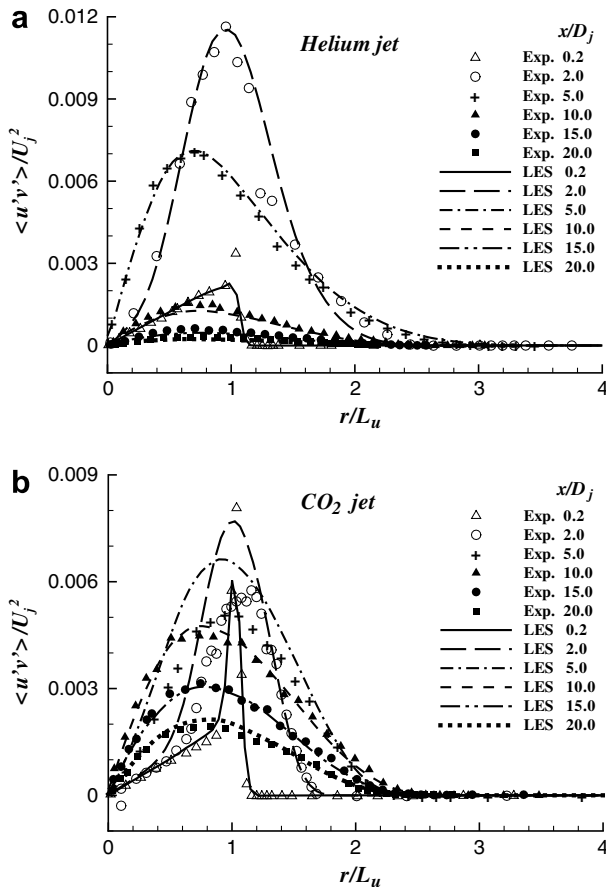 a
Helium jet
x/D_j
Exp. 0.2
Exp. 2.0
Exp. 5.0
Exp. 10.0
Exp. 15.0
Exp. 20.0
LES 0.2
LES 2.0
LES 5.0
LES 10.0
LES 15.0
LES 20.0
<u'v'>/U_j^2
0.012
0.009
0.006
0.003
0
0 1 2 3 4
r/L_u
b
CO_2 jet
x/D_j
Exp. 0.2
Exp. 2.0
Exp. 5.0
Exp. 10.0
Exp. 15.0
Exp. 20.0
LES 0.2
LES 2.0
LES 5.0
LES 10.0
LES 15.0
LES 20.0
<u'v'>/U_j^2
0.009
0.006
0.003
0
0 1 2 3 4
r/L_u